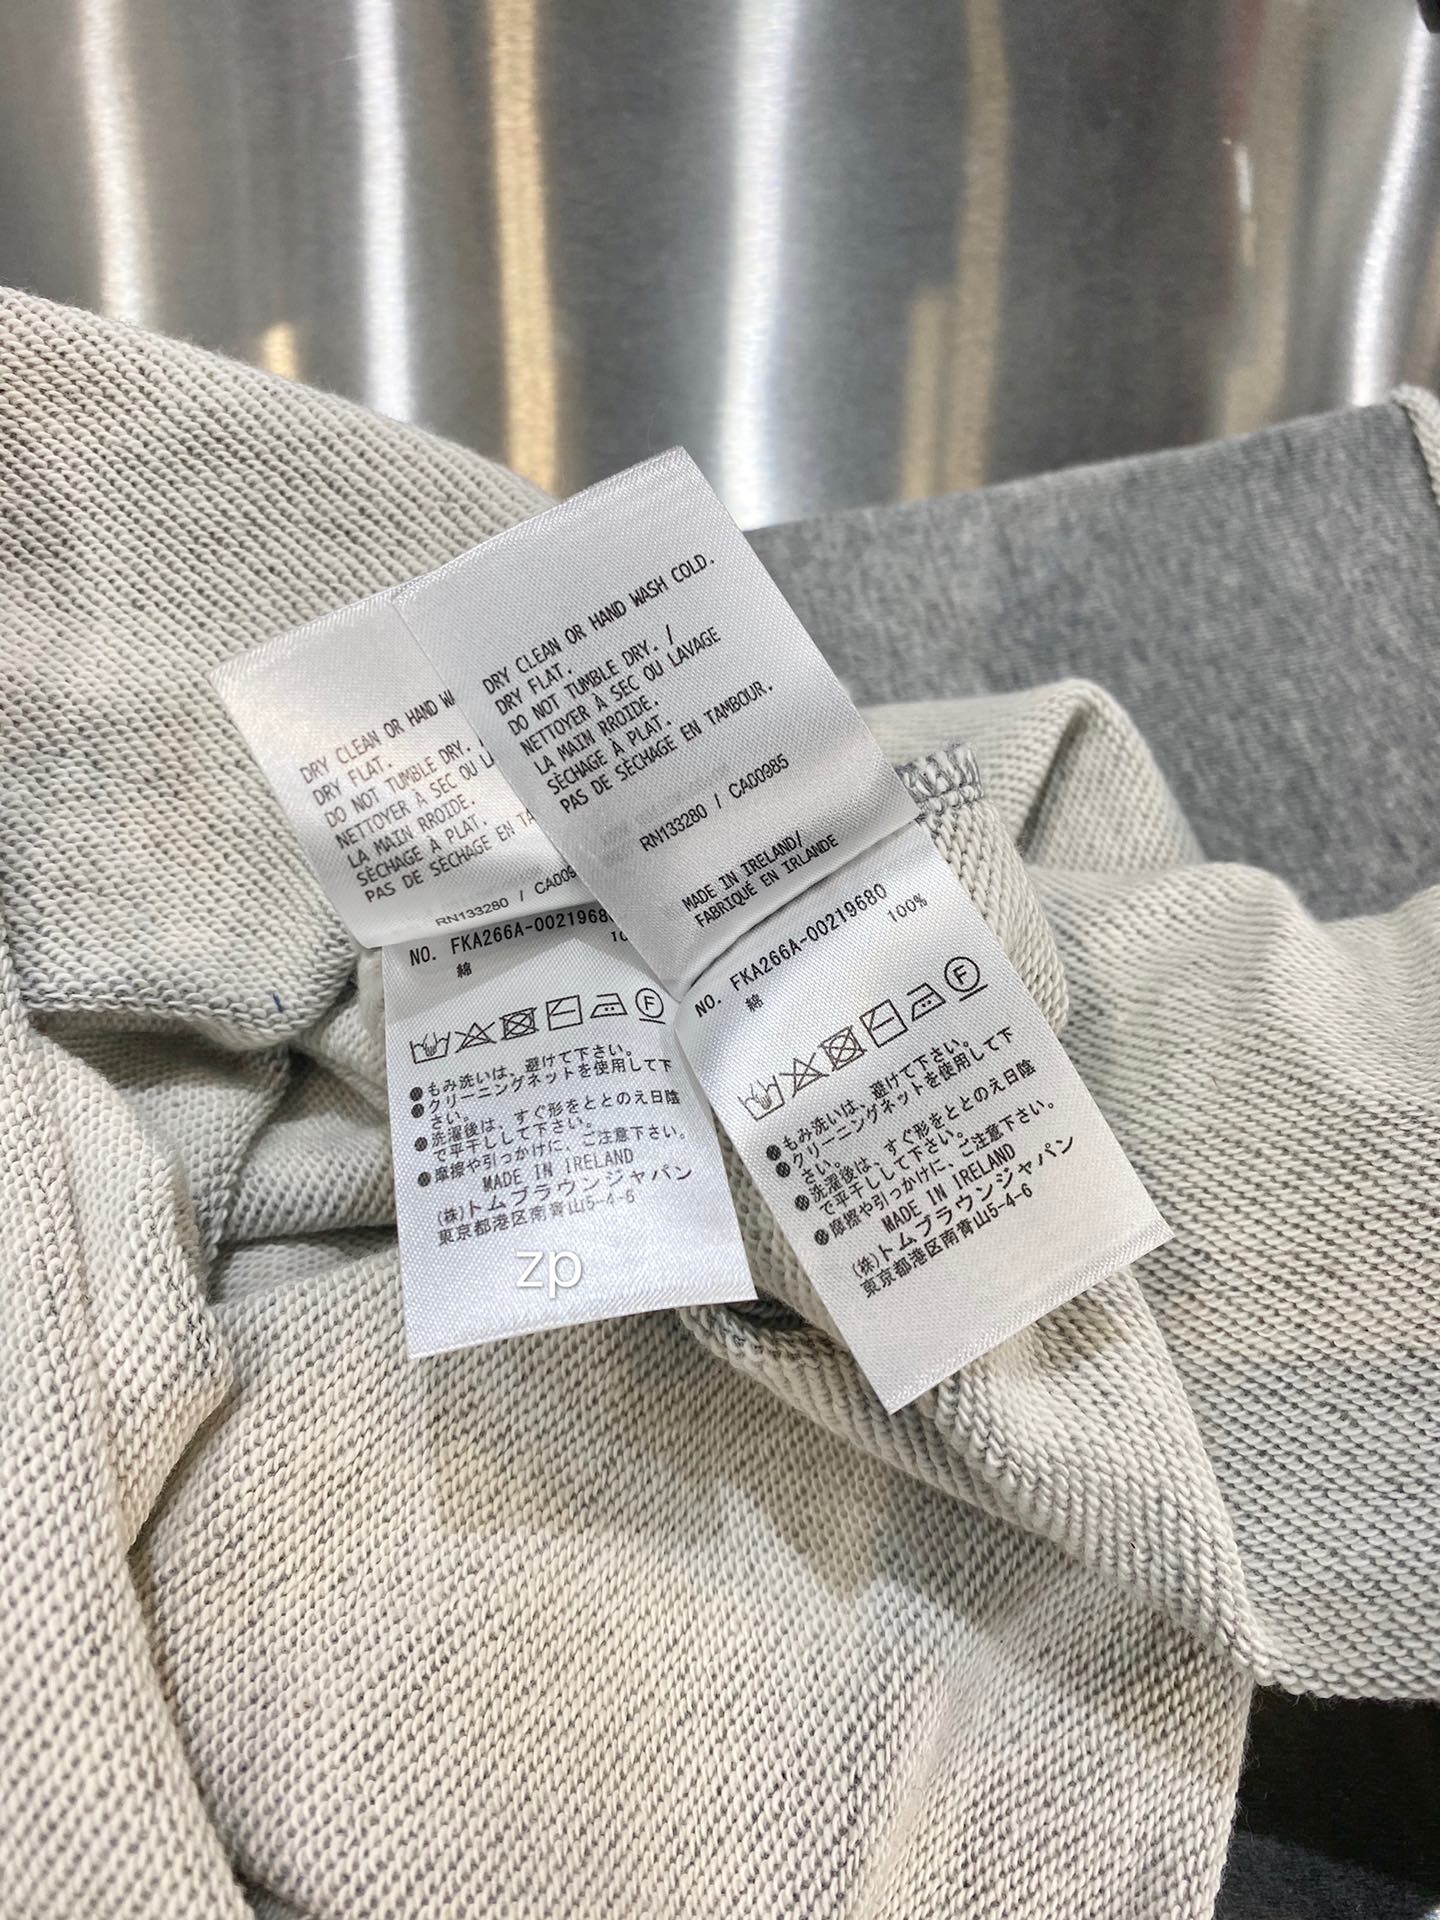 DRY CLEAN OR HAND WASH COLD.
DRY FLAT.
DO NOT TUMBLE DRY. /
NETTOYER À SEC OU LAVAGE
LA MAIN RROIDE.
SÈCHAGE À PLAT.
PAS DE SÈCHAGE EN TAMBOUR.
RN133280 / CA00985
MADE IN IRELAND/
FABRIQUÉ EN IRLANDE
NO. FKA266A-00219680
綿 100%
F
●もみ洗いは、避けて下さい。
●クリーニングネットを使用して下
さい。
●洗濯後は、すぐ形をととのえ日陰
で平干しして下さい。
●摩擦や引っかけに、ご注意下さい。
MADE IN IRELAND
(株)トムブラウンジャパン
東京都港区南青山5-4-6
DRY CLEAN OR HAND
DRY FLAT.
DO NOT TUMBLE DRY. /
NETTOYER À SEC OU
LA MAIN RROIDE.
SÈCHAGE À PLAT.
PAS DE SÈCHAGE EN
RN133280 /
NO. FKA266A-0021968
綿
F
●もみ洗いは、避けて下さい。
●クリーニングネットを使用して下
さい。
●洗濯後は、すぐ形をととのえ日陰
で平干しして下さい。
●摩擦や引っかけに、ご注意下さい。
MADE IN IRELAND
(株)トムブラウンジャパン
東京都港区南青山5-4-6
zp